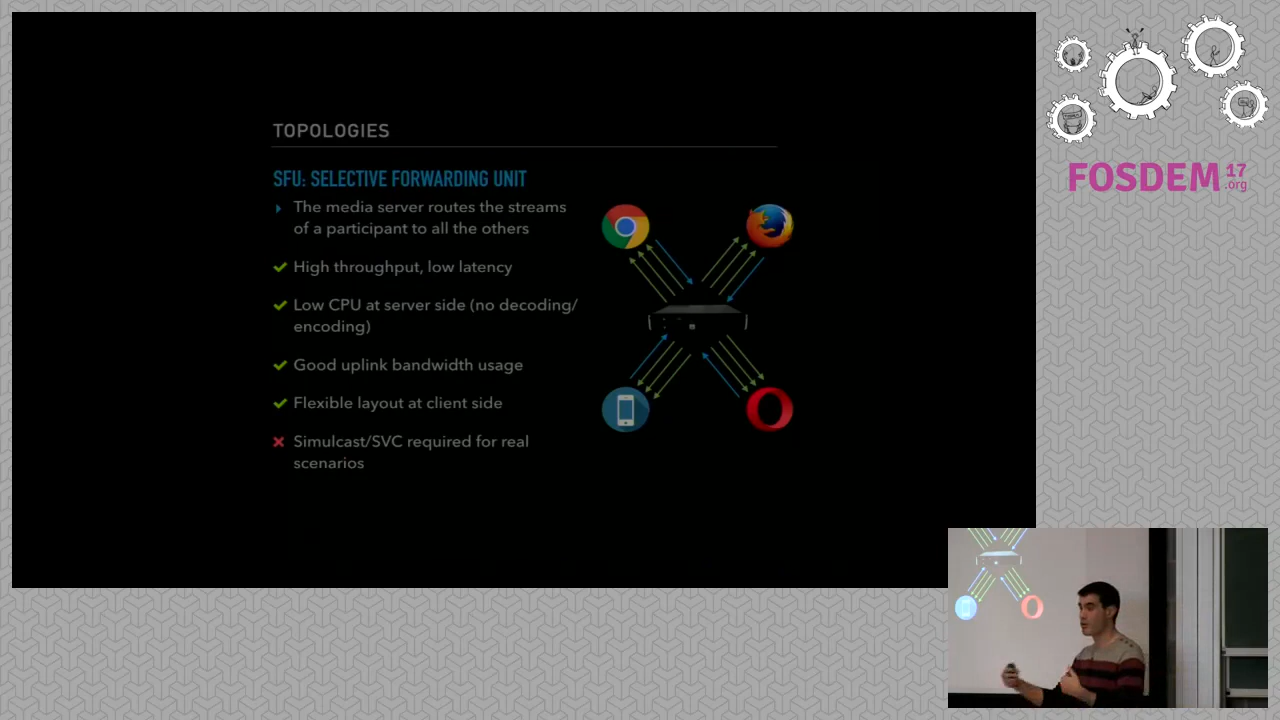 TOPOLOGIES
SFU: SELECTIVE FORWARDING UNIT
The media server routes the streams
of a participant to all the others
High throughput, low latency
Low CPU at server side (no decoding/
encoding)
Good uplink bandwidth usage
Flexible layout at client side
Simulcast/SVC required for real
scenarios
FOSDEM 17
.org